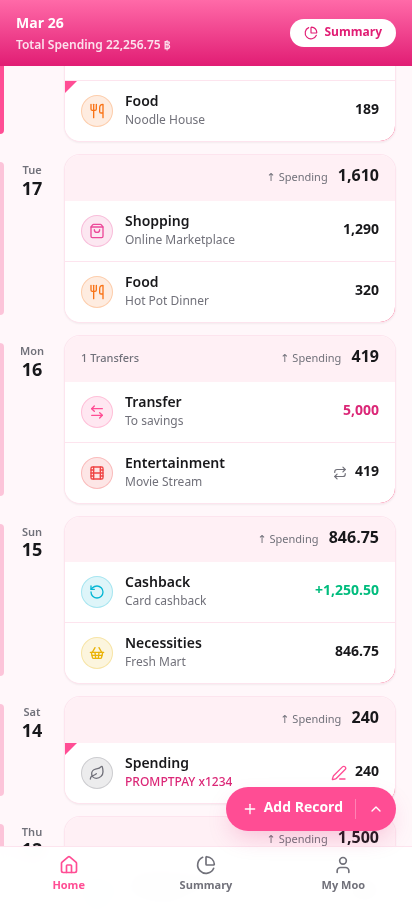 Mar 26
Total Spending 22,256.75 ฿
Summary
Food
Noodle House
189
Tue
17
↑ Spending 1,610
Shopping
Online Marketplace
1,290
Food
Hot Pot Dinner
320
Mon
16
1 Transfers
↑ Spending 419
Transfer
To savings
5,000
Entertainment
Movie Stream
419
Sun
15
↑ Spending 846.75
Cashback
Card cashback
+1,250.50
Necessities
Fresh Mart
846.75
Sat
14
↑ Spending 240
Spending
PROMPTPAY x1234
240
Add Record
Thu
↑ Spending 1,500
Home
Summary
My Moo